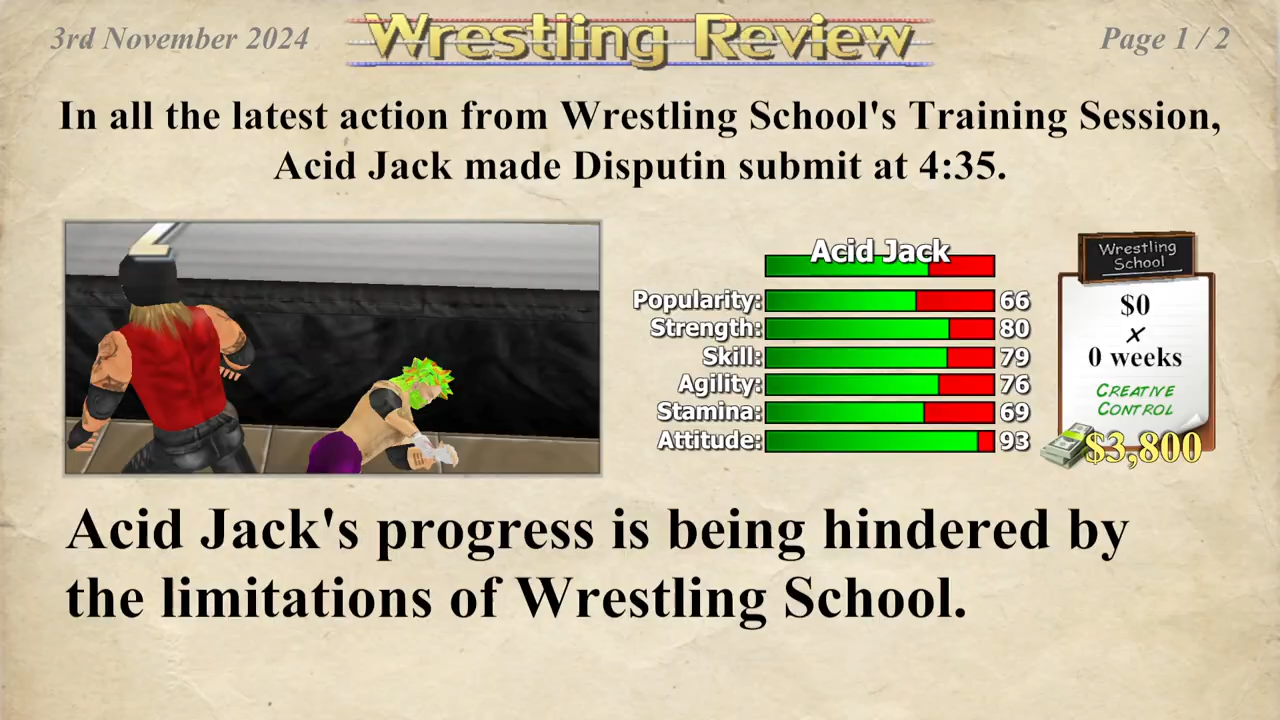 3rd November 2024
Wrestling Review
Page 1 / 2
In all the latest action from Wrestling School's Training Session,
Acid Jack made Disputin submit at 4:35.
Acid Jack
Popularity: 66
Strength: 80
Skill: 79
Agility: 76
Stamina: 69
Attitude: 93
Wrestling
School
$0
x
0 weeks
CREATIVE
CONTROL
$3,800
Acid Jack's progress is being hindered by
the limitations of Wrestling School.